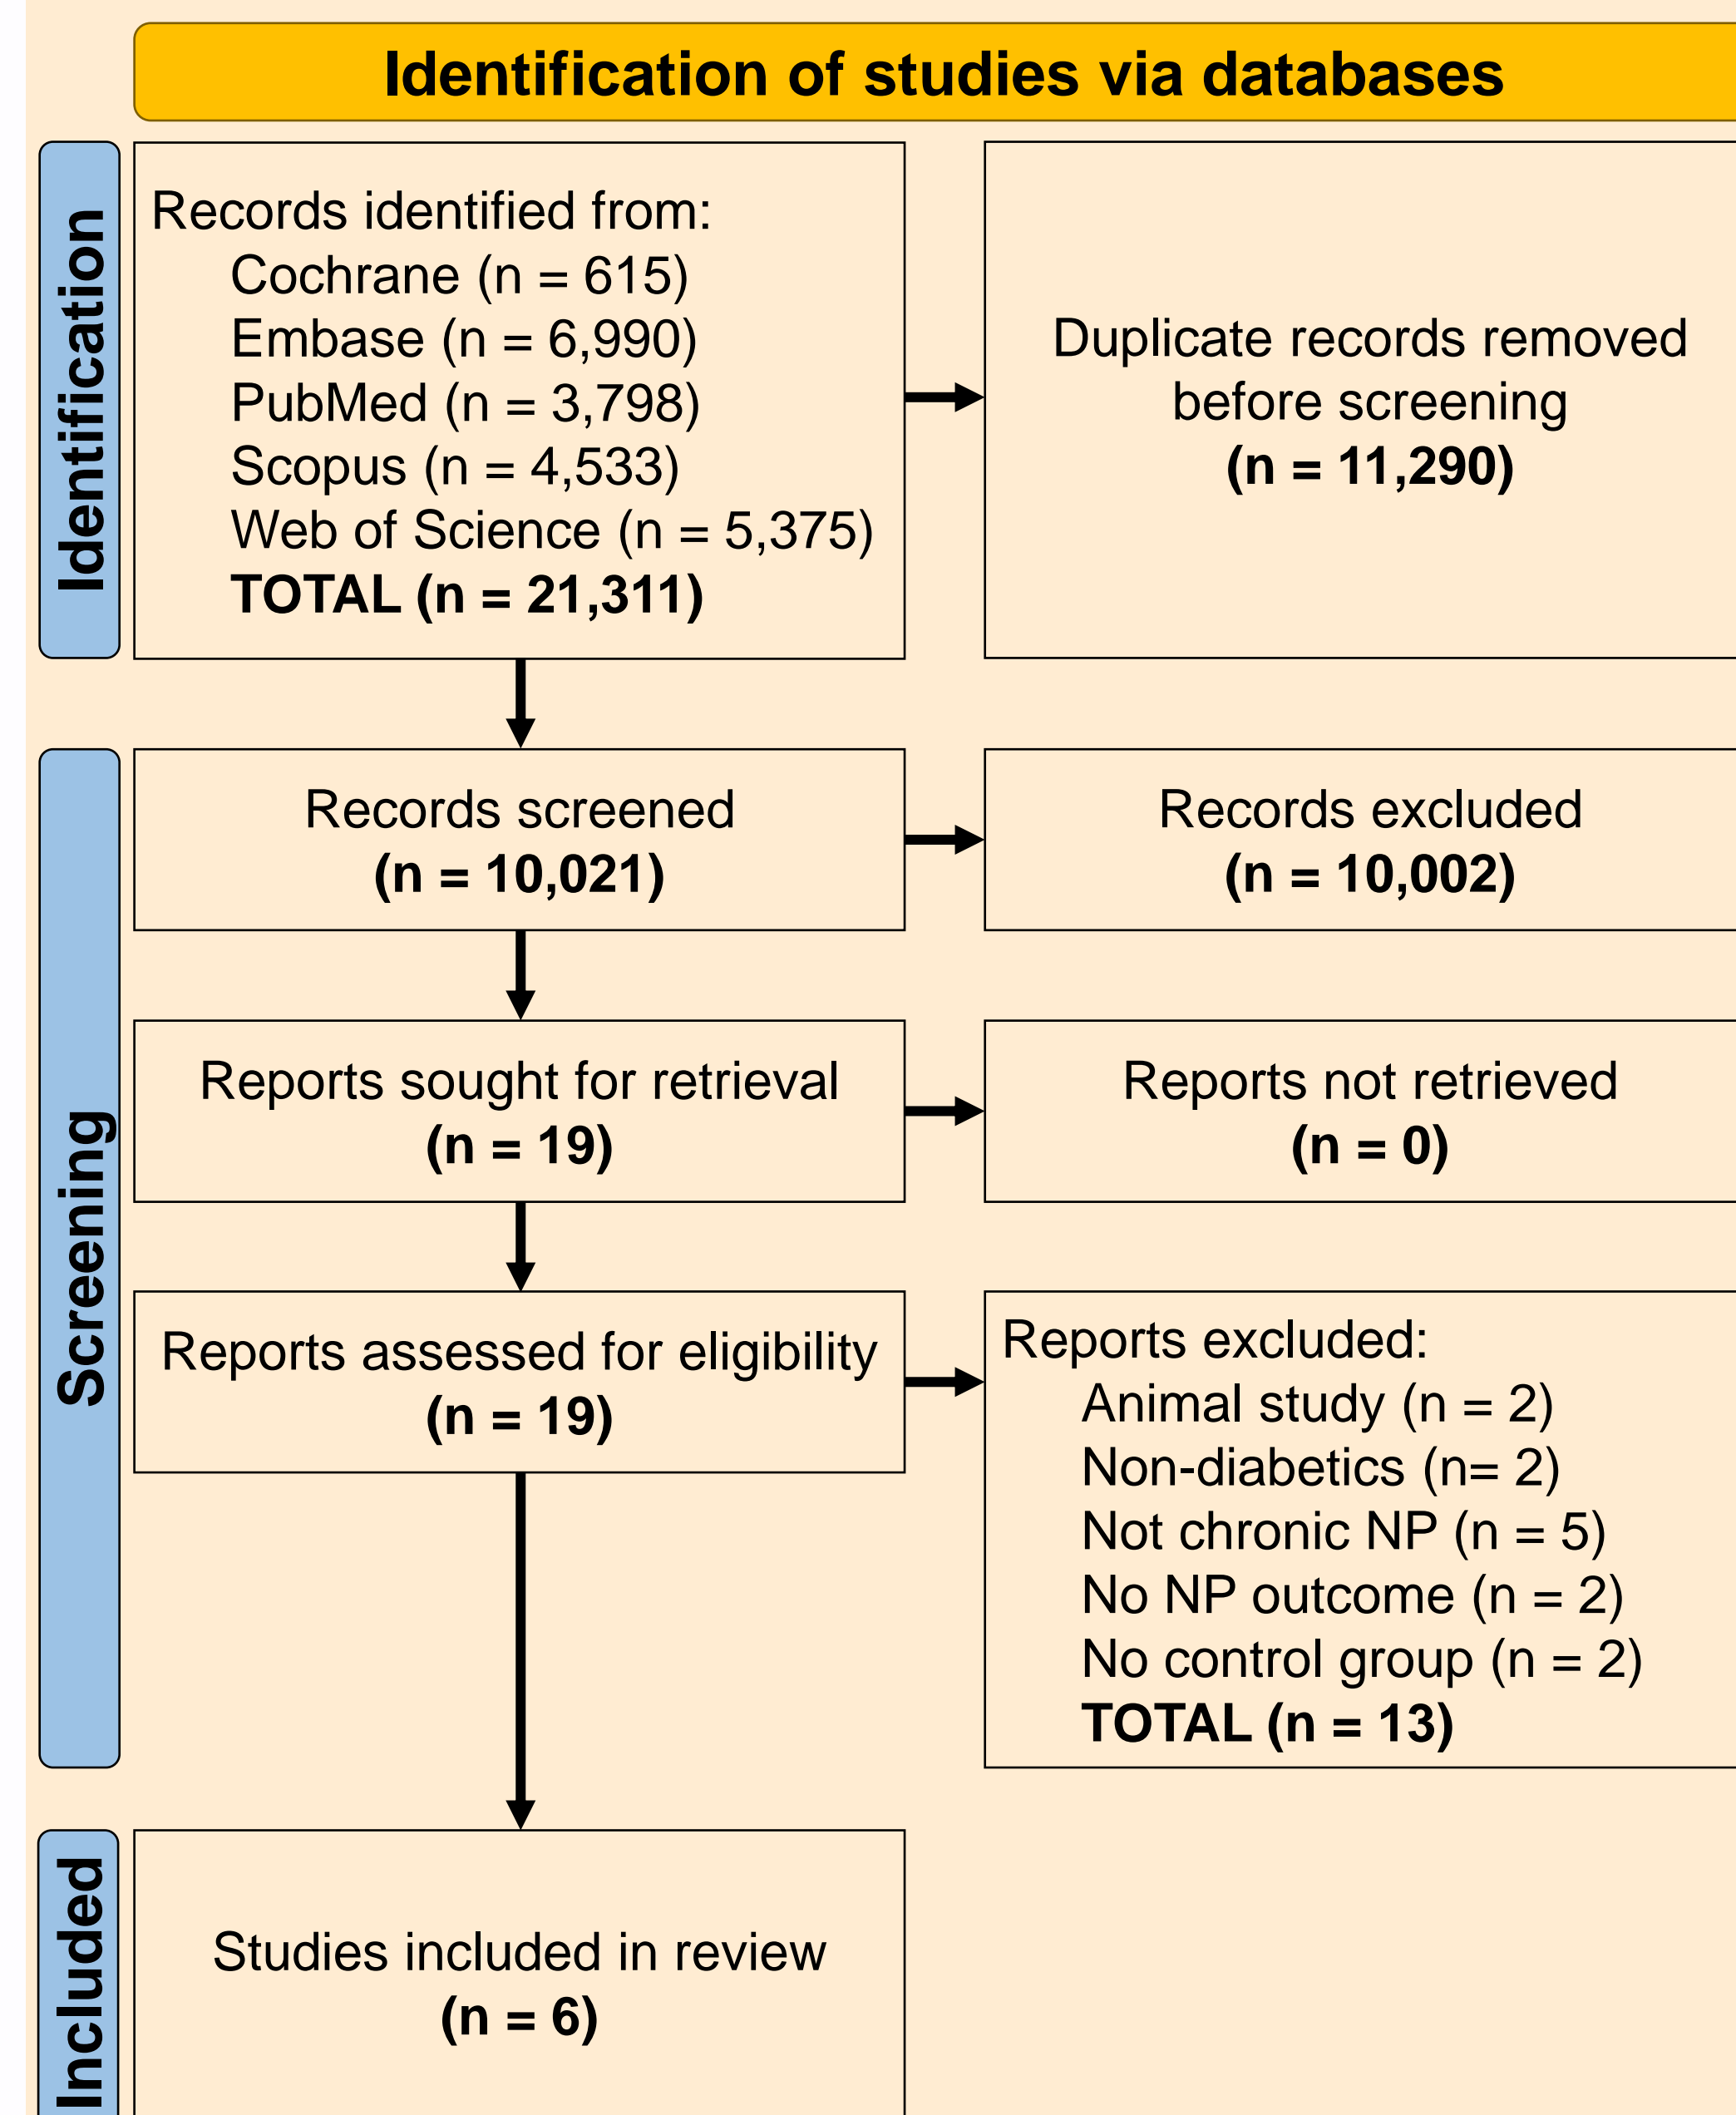 Identification of studies via databases
Identification
Records identified from:
Cochrane (n = 615)
Embase (n = 6,990)
PubMed (n = 3,798)
Scopus (n = 4,533)
Web of Science (n = 5,375)
TOTAL (n = 21,311)
Duplicate records removed
before screening
(n = 11,290)
Screening
Records screened
(n = 10,021)
Records excluded
(n = 10,002)
Reports sought for retrieval
(n = 19)
Reports not retrieved
(n = 0)
Reports assessed for eligibility
(n = 19)
Reports excluded:
Animal study (n = 2)
Non-diabetics (n= 2)
Not chronic NP (n = 5)
No NP outcome (n = 2)
No control group (n = 2)
TOTAL (n = 13)
Included
Studies included in review
(n = 6)